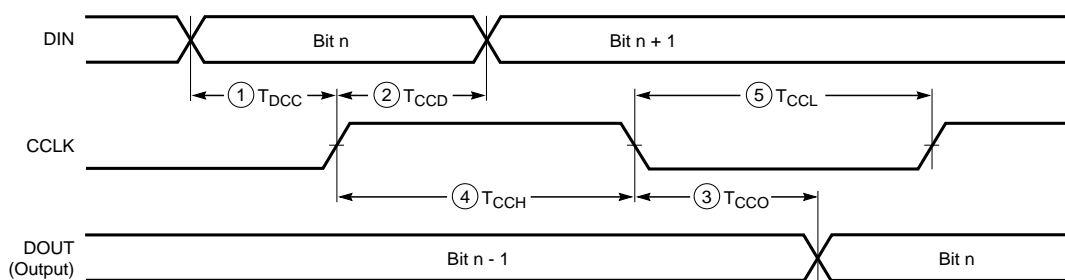 DIN
Bit n
Bit n + 1
1 TDCC
2 TCCD
5 TCCL
CCLK
4 TCCH
3 TCCO
DOUT
(Output)
Bit n - 1
Bit n